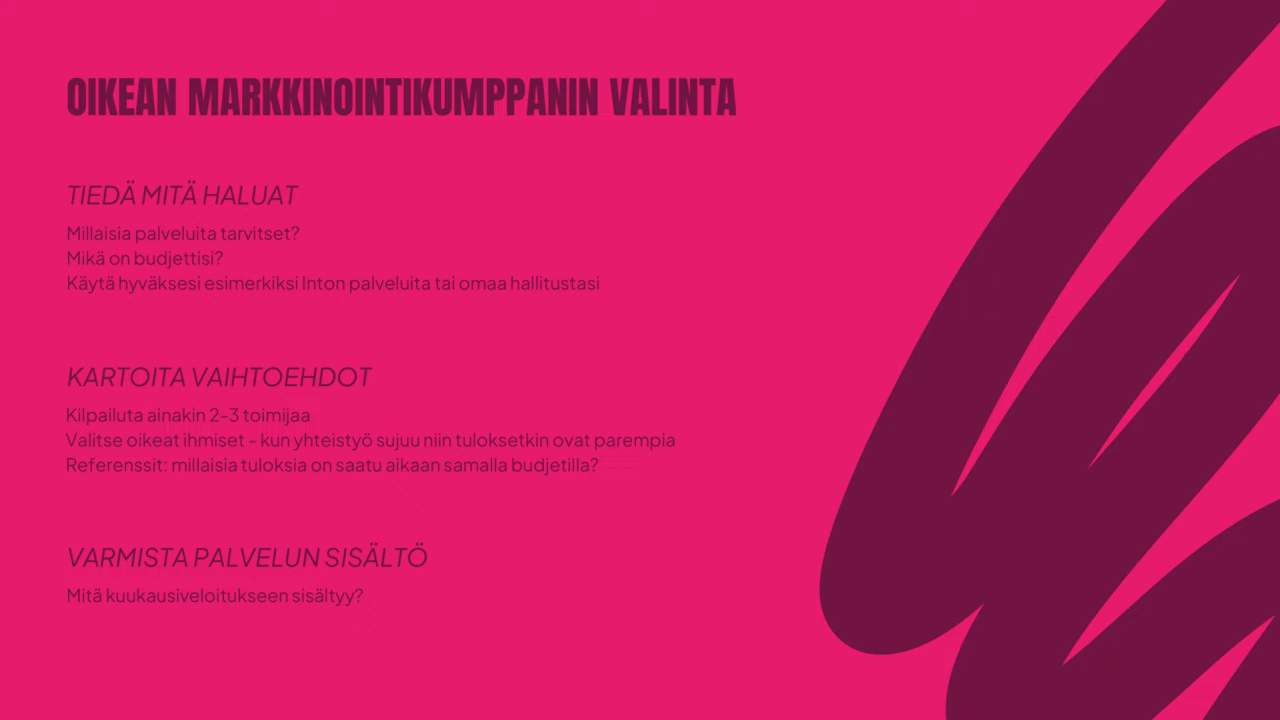 OIKEAN MARKKINOINTIKUMPPANIN VALINTA
TIEDÄ MITÄ HALUAT
Millaisia palveluita tarvitset?
Mikä on budjettisi?
Käytä hyväksesi esimerkiksi Inton palveluita tai omaa hallitustasi
KARTOITA VAIHTOEHDOT
Kilpailuta ainakin 2-3 toimijaa
Valitse oikeat ihmiset - kun yhteistyö sujuu niin tuloksetkin ovat parempia
Referenssit: millaisia tuloksia on saatu aikaan samalla budjetilla?
VARMISTA PALVELUN SISÄLTÖ
Mitä kuukausiveloitukseen sisältyy?